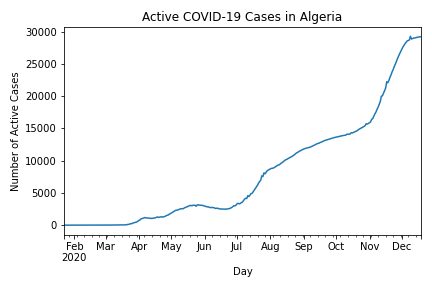 Active COVID-19 Cases in Algeria
Number of Active Cases
30000
25000
20000
15000
10000
5000
0
Feb Mar Apr May Jun Jul Aug Sep Oct Nov Dec
2020
Day